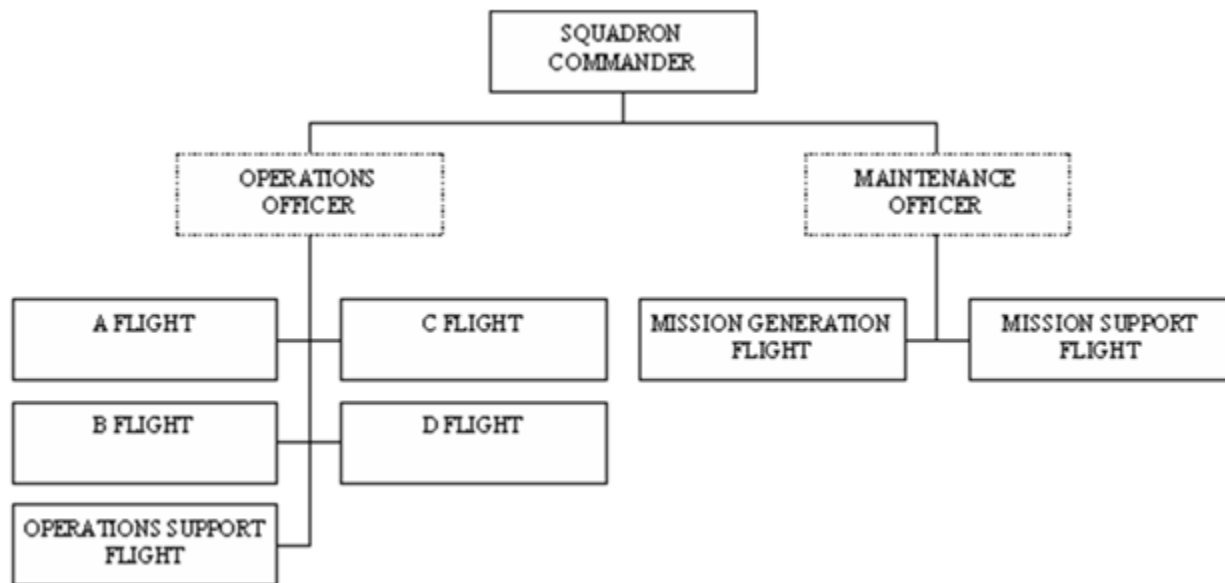 SQUADRON
COMMANDER
OPERATIONS
OFFICER
MAINTENANCE
OFFICER
A FLIGHT
C FLIGHT
MISSION GENERATION
FLIGHT
MISSION SUPPORT
FLIGHT
B FLIGHT
D FLIGHT
OPERATIONS SUPPORT
FLIGHT